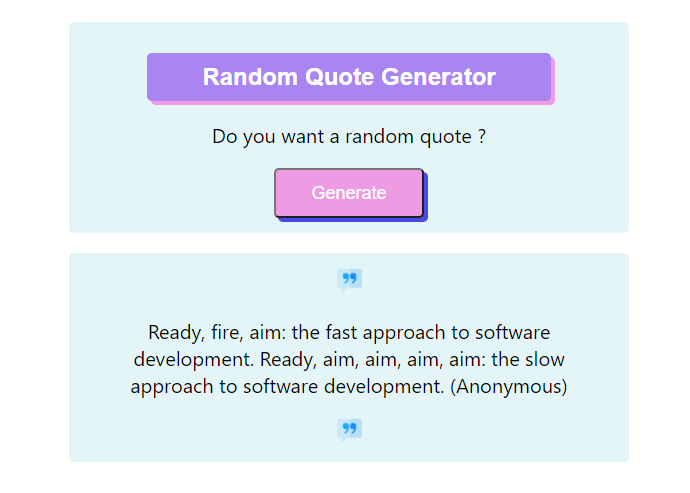 Random Quote Generator
Do you want a random quote ?
Generate
Ready, fire, aim: the fast approach to software
development. Ready, aim, aim, aim, aim: the slow
approach to software development. (Anonymous)